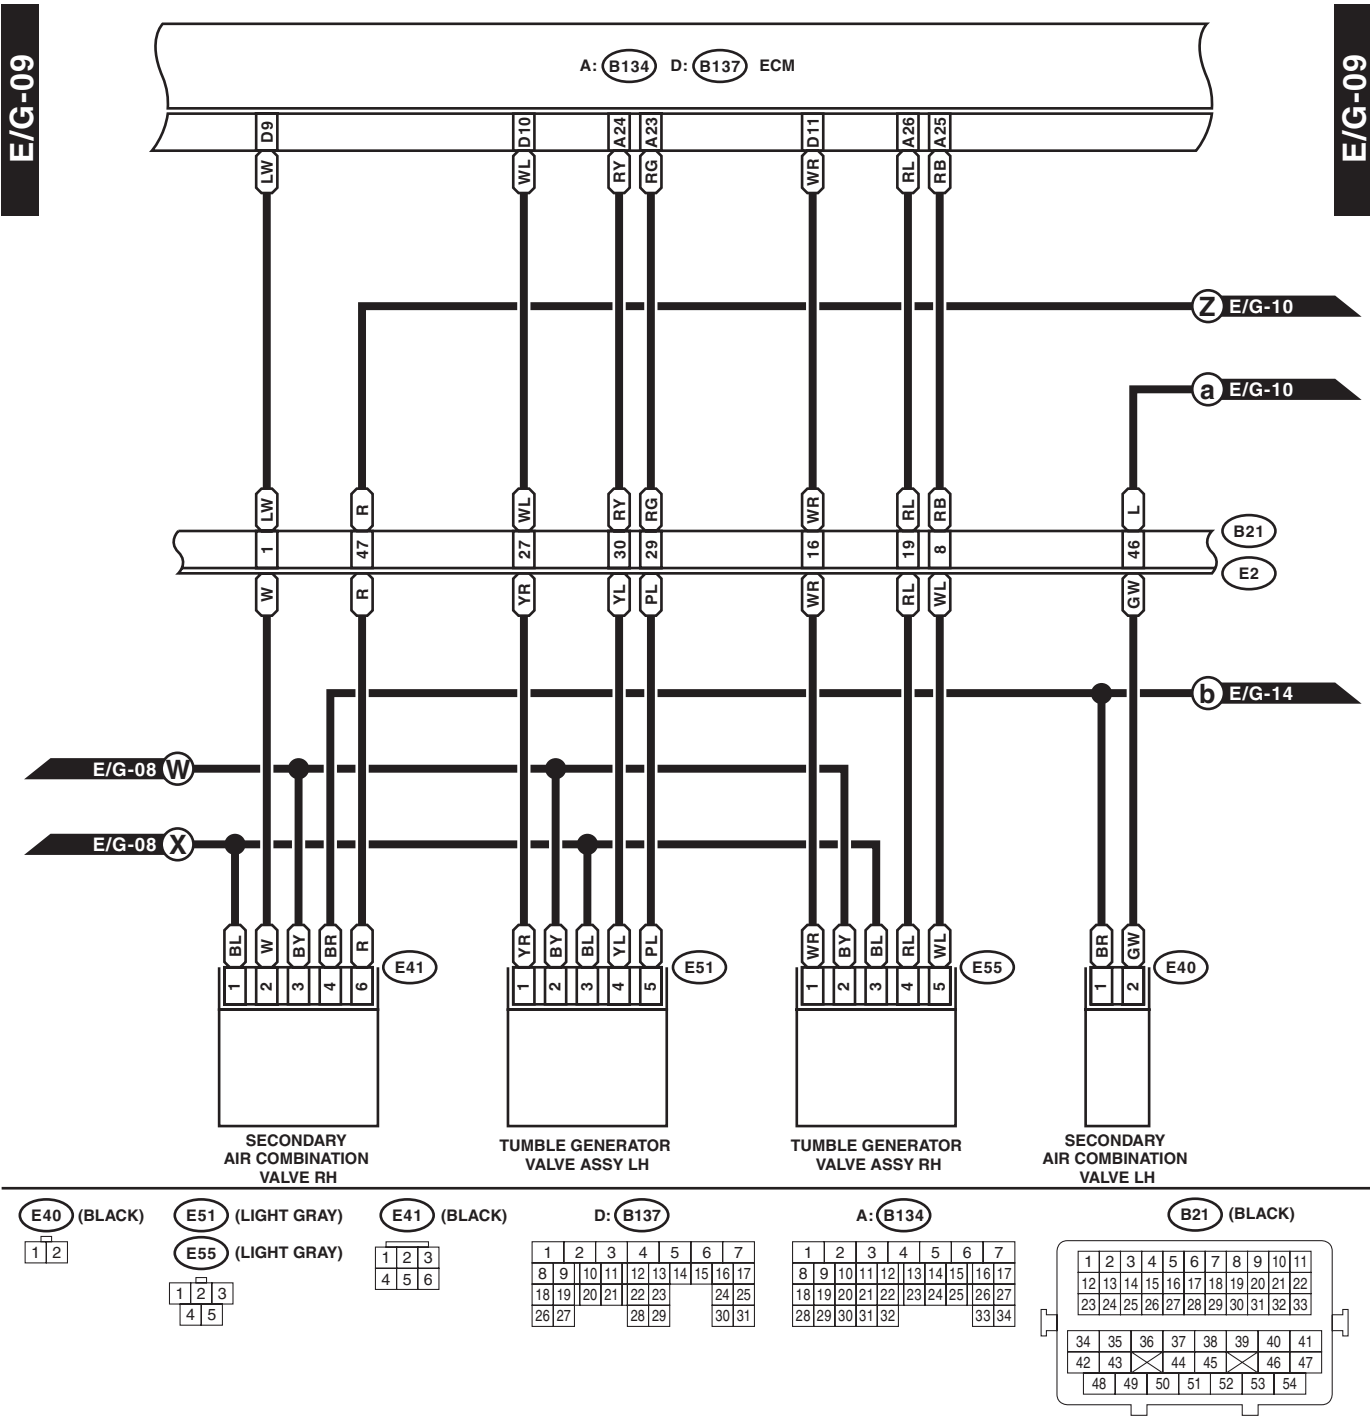 E/G-09
E/G-09
A: B134 D: B137 ECM
D9 D10 A24 A23 D11 A26 A25
LW WL RY RG WR RL RB
Z E/G-10
a E/G-10
LW R WL RY RG WR RL RB L
1 47 27 30 29 16 19 8 46
B21
E2
W R YR YL PL WR RL WL GW
b E/G-14
E/G-08 W
E/G-08 X
BL W BY BR R YR BY BL YL PL WR BY BL RL WL BR GW
E41 E51 E55 E40
1 2 3 4 6 1 2 3 4 5 1 2 3 4 5 1 2
SECONDARY
AIR COMBINATION
VALVE RH
TUMBLE GENERATOR
VALVE ASSY LH
TUMBLE GENERATOR
VALVE ASSY RH
SECONDARY
AIR COMBINATION
VALVE LH
E40 (BLACK)
1 2
E51 (LIGHT GRAY)
E55 (LIGHT GRAY)
1 2 3
4 5
E41 (BLACK)
1 2 3
4 5 6
D: B137
1 2 3 4 5 6 7
8 9 10 11 12 13 14 15 16 17
18 19 20 21 22 23 24 25
26 27 28 29 30 31
A: B134
1 2 3 4 5 6 7
8 9 10 11 12 13 14 15 16 17
18 19 20 21 22 23 24 25 26 27
28 29 30 31 32 33 34
B21 (BLACK)
1 2 3 4 5 6 7 8 9 10 11
12 13 14 15 16 17 18 19 20 21 22
23 24 25 26 27 28 29 30 31 32 33
34 35 36 37 38 39 40 41
42 43 44 45 46 47
48 49 50 51 52 53 54